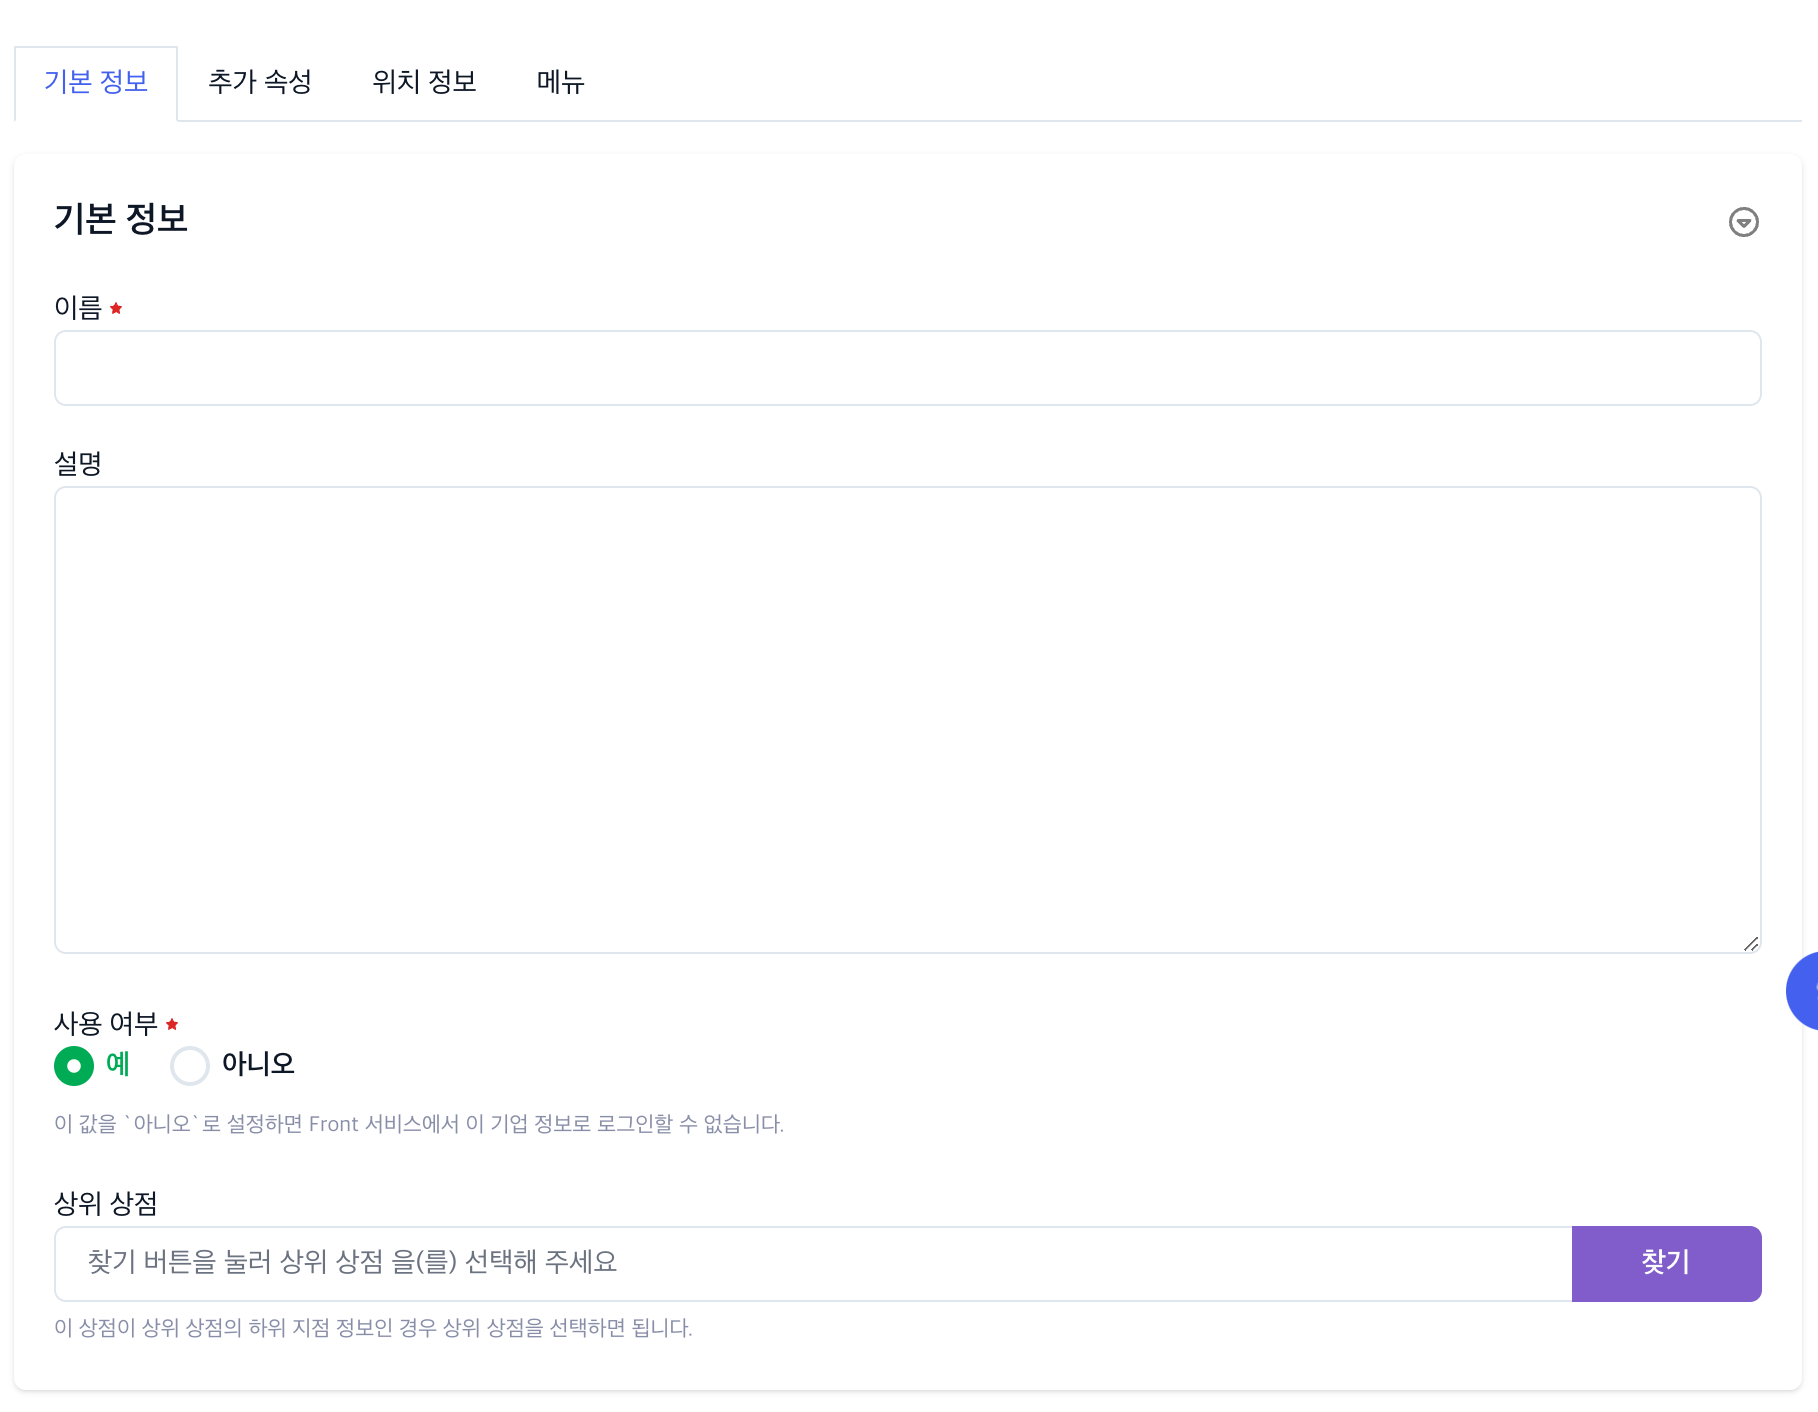 기본 정보 추가 속성 위치 정보 메뉴
기본 정보
이름
설명
사용 여부
예 아니오
이 값을 `아니오`로 설정하면 Front 서비스에서 이 기업 정보로 로그인할 수 없습니다.
상위 상점
찾기 버튼을 눌러 상위 상점 을(를) 선택해 주세요 찾기
이 상점이 상위 상점의 하위 지점 정보인 경우 상위 상점을 선택하면 됩니다.